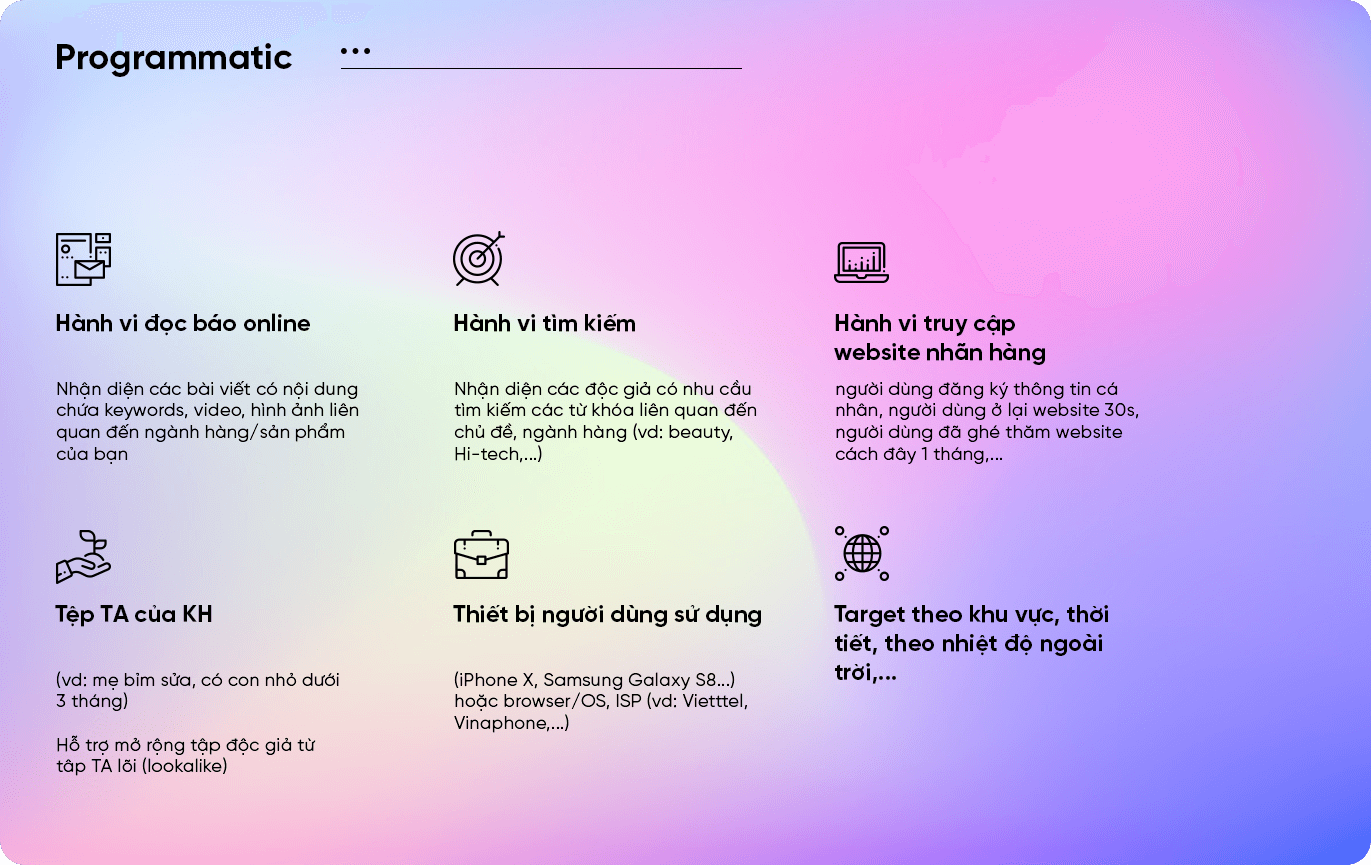 Programmatic
Hành vi đọc báo online
Nhận diện các bài viết có nội dung
chứa keywords, video, hình ảnh liên
quan đến ngành hàng/sản phẩm
của bạn
Hành vi tìm kiếm
Nhận diện các độc giả có nhu cầu
tìm kiếm các từ khóa liên quan đến
chủ đề, ngành hàng (vd: beauty,
Hi-tech,...)
Hành vi truy cập
website nhãn hàng
người dùng đăng ký thông tin cá
nhân, người dùng ở lại website 30s,
người dùng đã ghé thăm website
cách đây 1 tháng,...
Tệp TA của KH
(vd: mẹ bỉm sửa, có con nhỏ dưới
3 tháng)
Hỗ trợ mở rộng tập độc giả từ
tâp TA lõi (lookalike)
Thiết bị người dùng sử dụng
(iPhone X, Samsung Galaxy S8...)
hoặc browser/OS, ISP (vd: Vietttel,
Vinaphone,...)
Target theo khu vực, thời
tiết, theo nhiệt độ ngoài
trời,...